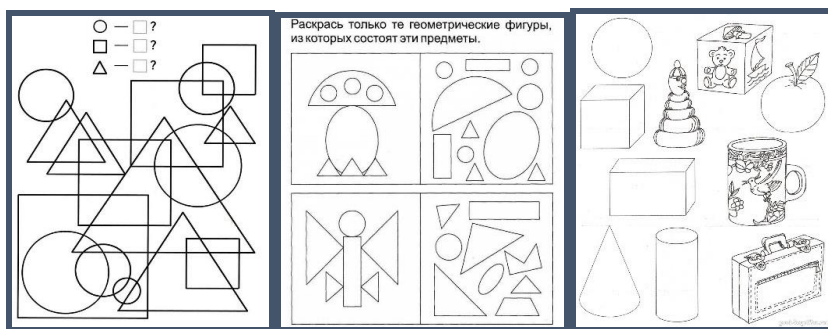 — ?
— ?
— ?
Раскрась только те геометрические фигуры,
из которых состоят эти предметы.